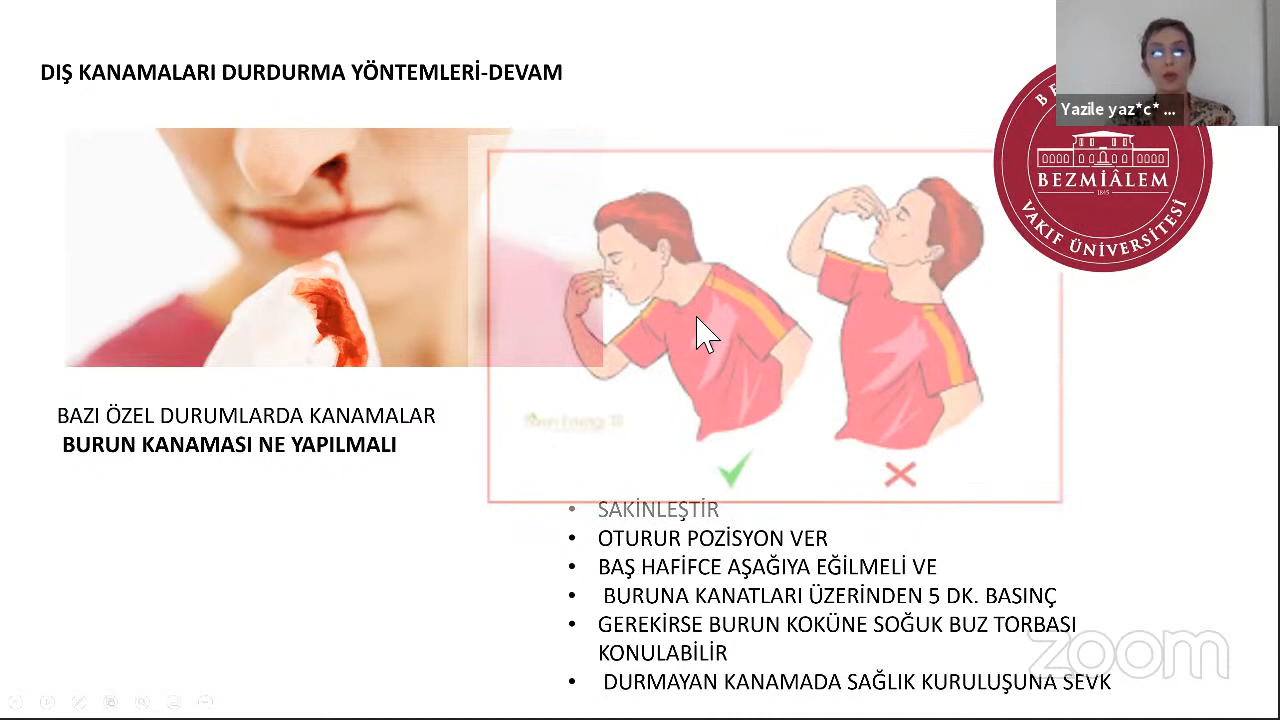 DIŞ KANAMALARI DURDURMA YÖNTEMLERİ-DEVAM
Yazile yaz*c* ...
BEZMİÂLEM
1845
VAKIF ÜNİVERSİTESİ
BAZI ÖZEL DURUMLARDA KANAMALAR
BURUN KANAMASI NE YAPILMALI
• SAKİNLEŞTİR
• OTURUR POZİSYON VER
• BAŞ HAFİFCE AŞAĞIYA EĞİLMELİ VE
• BURUNA KANATLARI ÜZERİNDEN 5 DK. BASINÇ
• GEREKİRSE BURUN KOKÜNE SOĞUK BUZ TORBASI
KONULABİLİR
• DURMAYAN KANAMADA SAĞLIK KURULUŞUNA SEVK
zoom